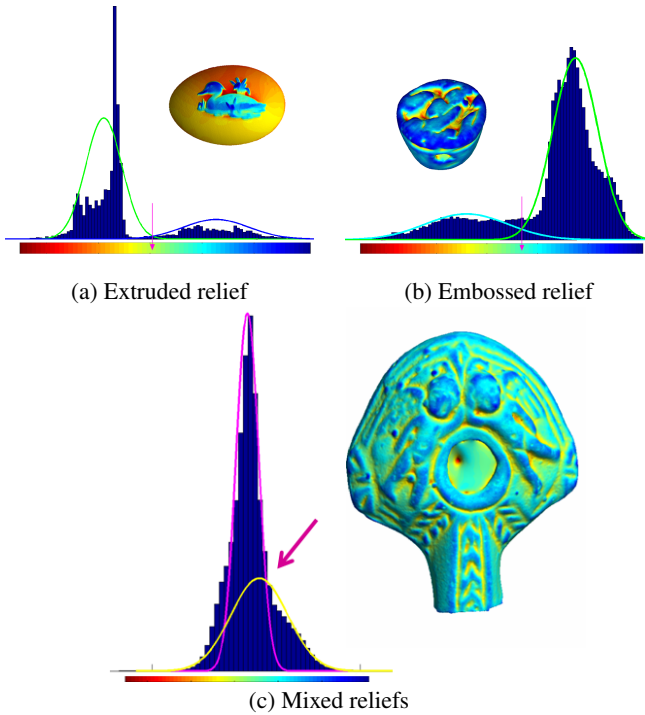 (a) Extruded relief
(b) Embossed relief
(c) Mixed reliefs